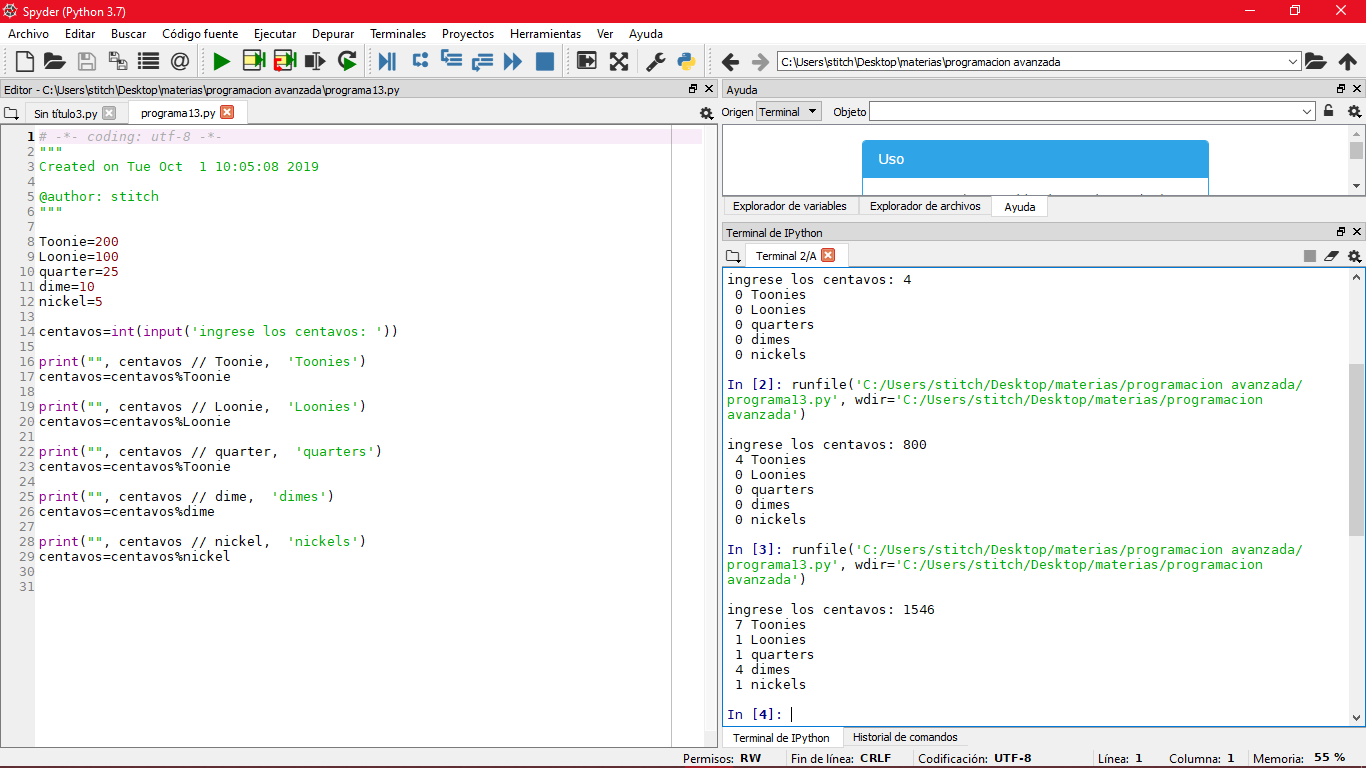 Spyder (Python 3.7)
Archivo Editar Buscar Código fuente Ejecutar Depurar Terminales Proyectos Herramientas Ver Ayuda
C:\Users\stitch\Desktop\materias\programacion avanzada
Editor - C:\Users\stitch\Desktop\materias\programacion avanzada\programa13.py
Sin título3.py programa13.py
1 # -*- coding: utf-8 -*-
2 """
3 Created on Tue Oct  1 10:05:08 2019
4
5 @author: stitch
6 """
7
8 Toonie=200
9 Loonie=100
10 quarter=25
11 dime=10
12 nickel=5
13
14 centavos=int(input('ingrese los centavos: '))
15
16 print("", centavos // Toonie,  'Toonies')
17 centavos=centavos%Toonie
18
19 print("", centavos // Loonie,  'Loonies')
20 centavos=centavos%Loonie
21
22 print("", centavos // quarter,  'quarters')
23 centavos=centavos%Toonie
24
25 print("", centavos // dime,  'dimes')
26 centavos=centavos%dime
27
28 print("", centavos // nickel,  'nickels')
29 centavos=centavos%nickel
30
31
Ayuda
Origen Terminal Objeto
Uso
Explorador de variables Explorador de archivos Ayuda
Terminal de IPython
Terminal 2/A
ingrese los centavos: 4
0 Toonies
0 Loonies
0 quarters
0 dimes
0 nickels
In [2]: runfile('C:/Users/stitch/Desktop/materias/programacion avanzada/
programa13.py', wdir='C:/Users/stitch/Desktop/materias/programacion
avanzada')
ingrese los centavos: 800
4 Toonies
0 Loonies
0 quarters
0 dimes
0 nickels
In [3]: runfile('C:/Users/stitch/Desktop/materias/programacion avanzada/
programa13.py', wdir='C:/Users/stitch/Desktop/materias/programacion
avanzada')
ingrese los centavos: 1546
7 Toonies
1 Loonies
1 quarters
4 dimes
1 nickels
In [4]:
Terminal de IPython Historial de comandos
Permisos: RW Fin de línea: CRLF Codificación: UTF-8 Línea: 1 Columna: 1 Memoria: 55 %